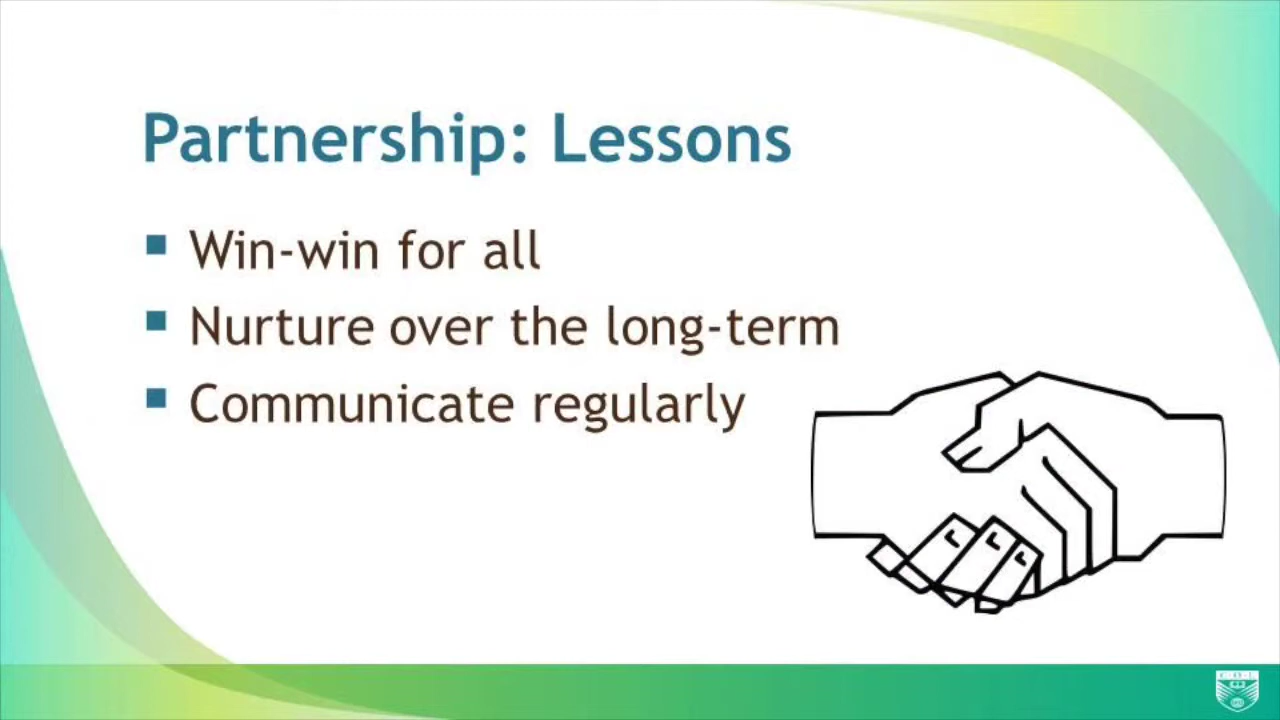 Partnership: Lessons
Win-win for all
Nurture over the long-term
Communicate regularly